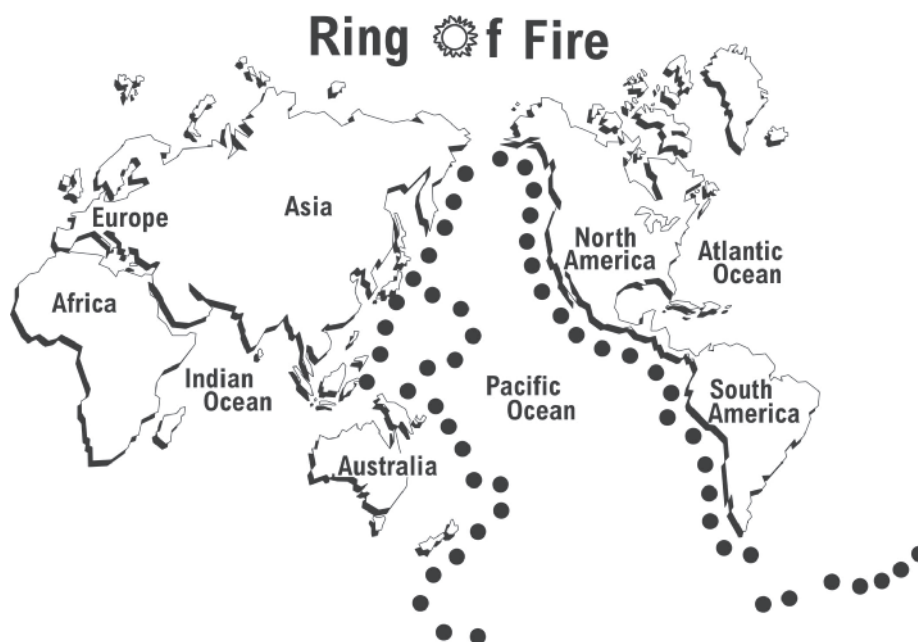 Ring Of Fire
Europe
Asia
North
America
Atlantic
Ocean
Africa
Indian
Ocean
Pacific
Ocean
South
America
Australia